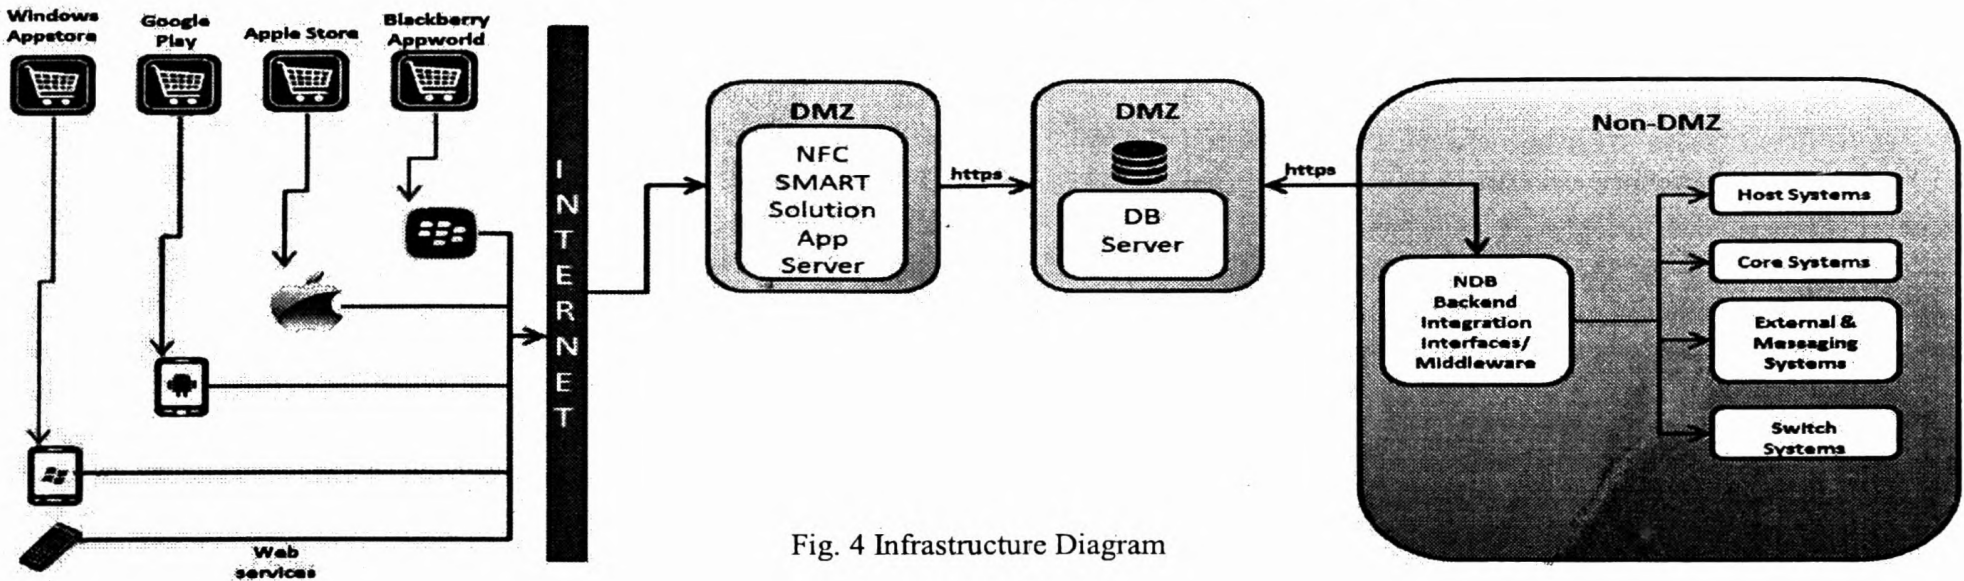 Windows
Appstore
Google
Play
Apple Store
Blackberry
Appworld
INTERNET
DMZ
NFC
SMART
Solution
App
Server
https
DMZ
DB
Server
https
Non-DMZ
NDB
Backend
Integration
Interfaces/
Middleware
Host Systems
Core Systems
External &
Messaging
Systems
Switch
Systems
Web
services
Fig. 4 Infrastructure Diagram